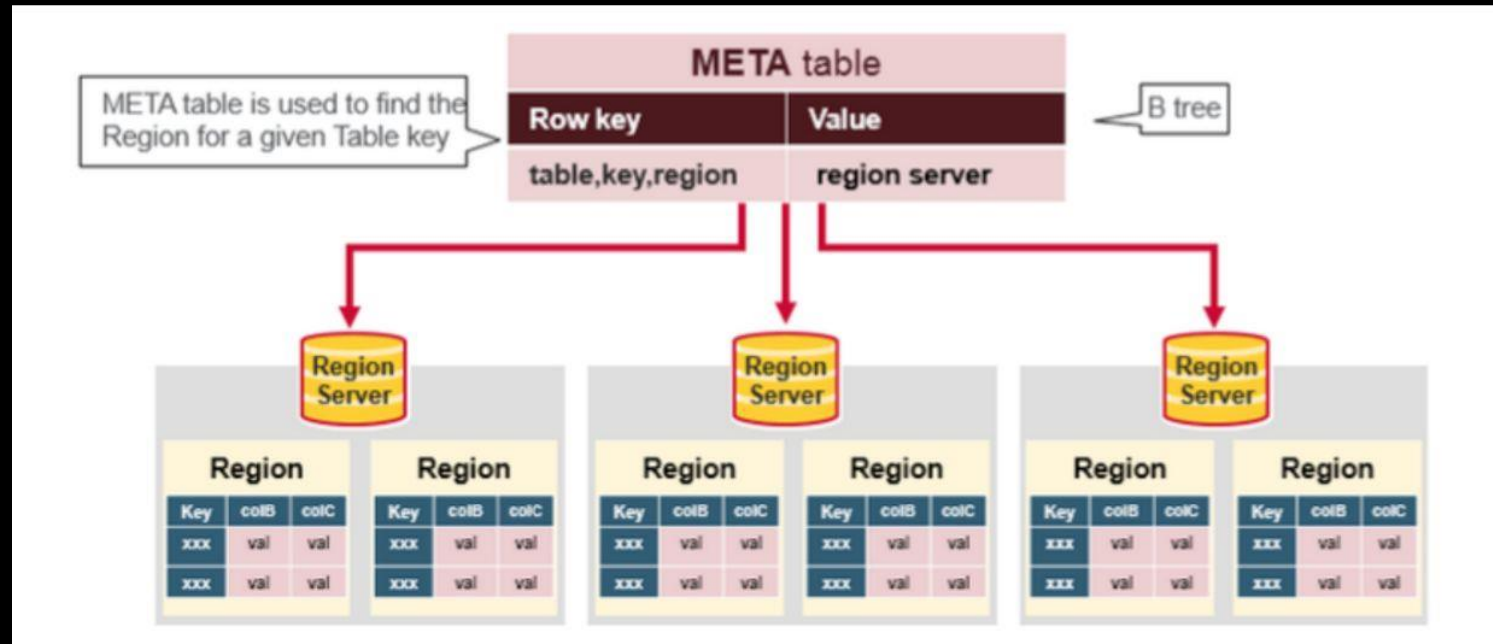 META table
META table is used to find the
Region for a given Table key
Row key Value
B tree
table,key,region region server
Region
Server
Region
Server
Region
Server
Region Region Region Region Region Region
Key colB colC Key colB colC Key colB colC Key colB colC Key colB colC Key colB colC
xxx val val xxx val val xxx val val xxx val val xxx val val xxx val val
xxx val val xxx val val xxx val val xxx val val xxx val val xxx val val